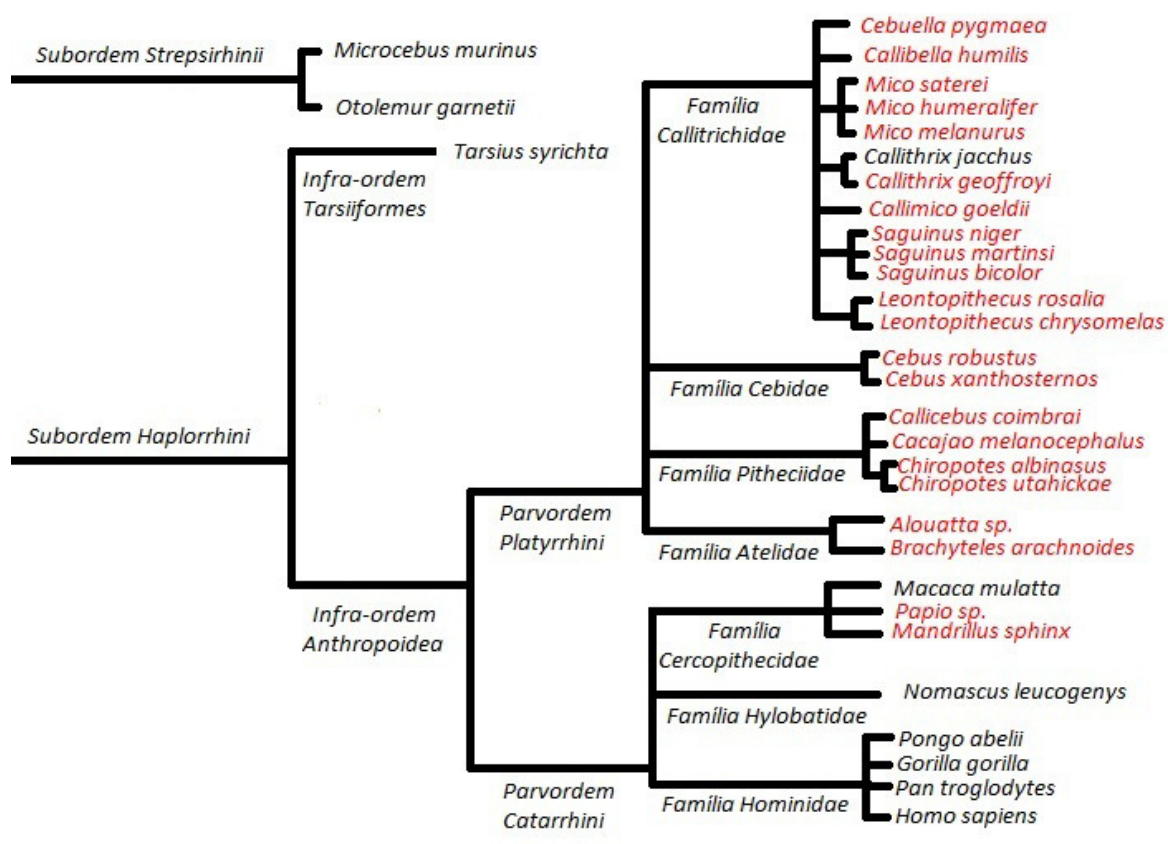 Subordem Strepsirhinii
Microcebus murinus
Otolemur garnetii
Subordem Haplorrhini
Infra-ordem
Tarsiiformes
Tarsius syrichta
Infra-ordem
Anthropoidea
Parvordem
Platyrrhini
Família
Callitrichidae
Cebuella pygmaea
Callibella humilis
Mico saterei
Mico humeralifer
Mico melanurus
Callithrix jacchus
Callithrix geoffroyi
Callimico goeldii
Saguinus niger
Saguinus martinsi
Saguinus bicolor
Leontopithecus rosalia
Leontopithecus chrysomelas
Família Cebidae
Cebus robustus
Cebus xanthosternos
Família Pitheciidae
Callicebus coimbrai
Cacajao melanocephalus
Chiropotes albinasus
Chiropotes utahickae
Família Atelidae
Alouatta sp.
Brachyteles arachnoides
Parvordem
Catarrhini
Família
Cercopithecidae
Macaca mulatta
Papio sp.
Mandrillus sphinx
Família Hylobatidae
Nomascus leucogenys
Família Hominidae
Pongo abelii
Gorilla gorilla
Pan troglodytes
Homo sapiens